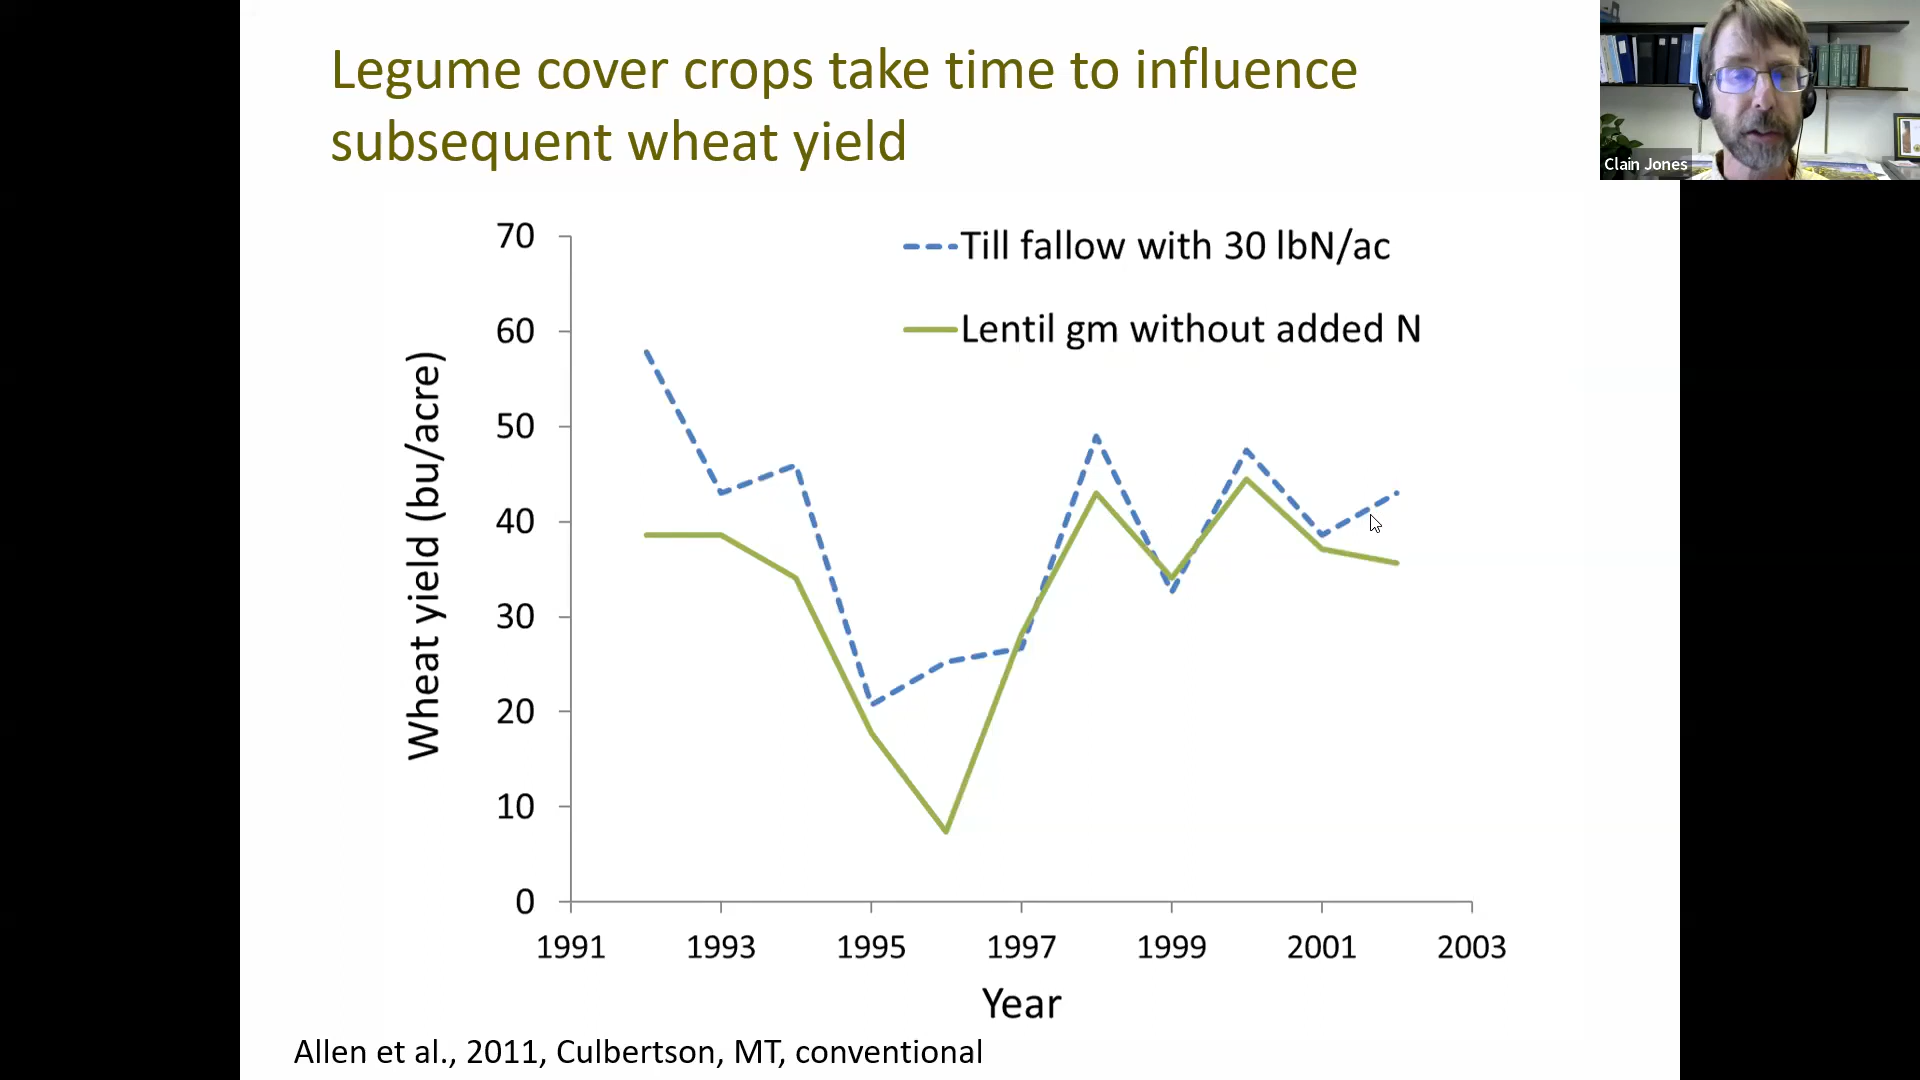 Legume cover crops take time to influence
subsequent wheat yield
Clain Jones
Till fallow with 30 lbN/ac
Lentil gm without added N
Wheat yield (bu/acre)
70
60
50
40
30
20
10
0
1991 1993 1995 1997 1999 2001 2003
Year
Allen et al., 2011, Culbertson, MT, conventional